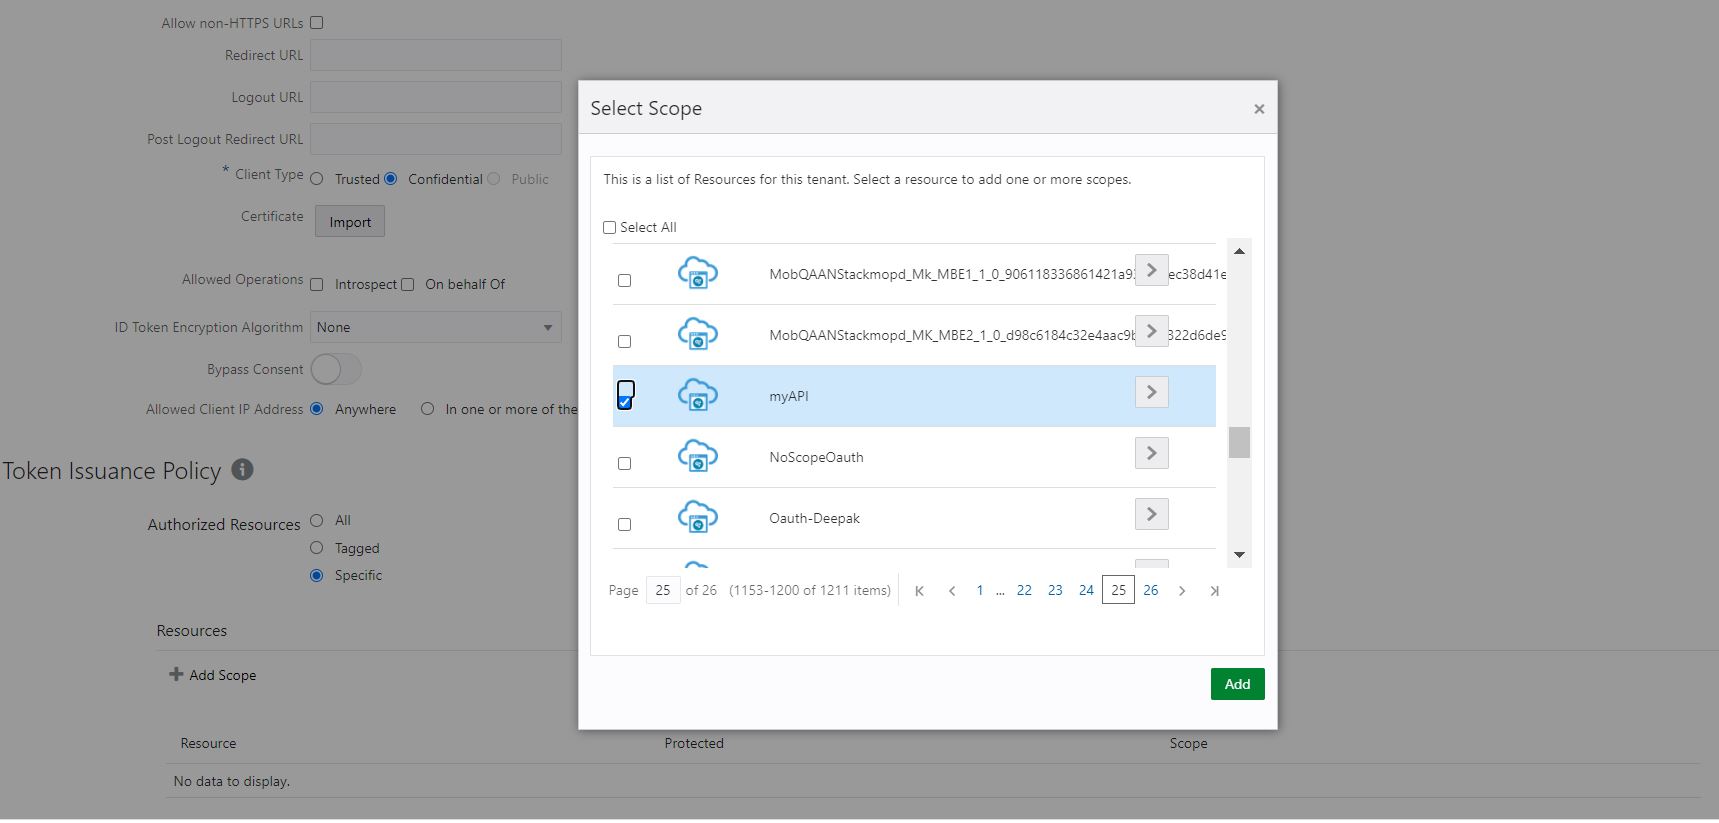 Allow non-HTTPS URLs
Redirect URL
Logout URL
Post Logout Redirect URL
* Client Type Trusted Confidential Public
Certificate Import
Allowed Operations Introspect On behalf Of
ID Token Encryption Algorithm None
Bypass Consent
Allowed Client IP Address Anywhere In one or more of the
Token Issuance Policy
Authorized Resources All
Tagged
Specific
Resources
Add Scope
Resource Protected Scope
No data to display.
Select Scope
This is a list of Resources for this tenant. Select a resource to add one or more scopes.
Select All
MobQAANStackmopd_Mk_MBE1_1_0_906118336861421a9 ec38d41e
MobQAANStackmopd_MK_MBE2_1_0_d98c6184c32e4aac9b 322d6de9
myAPI
NoScopeOauth
Oauth-Deepak
Page 25 of 26 (1153-1200 of 1211 items) 1 ... 22 23 24 25 26
Add